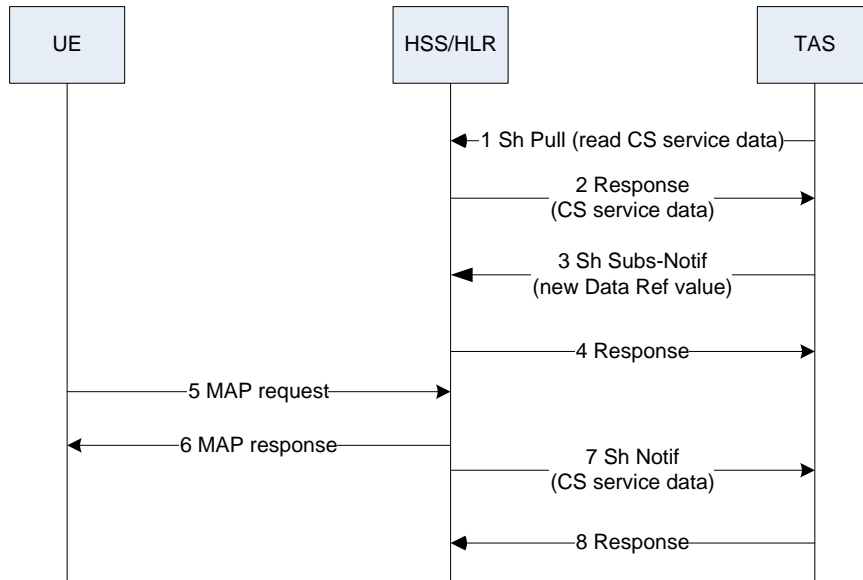 UE
HSS/HLR
TAS
1 Sh Pull (read CS service data)
2 Response
(CS service data)
3 Sh Subs-Notif
(new Data Ref value)
4 Response
5 MAP request
6 MAP response
7 Sh Notif
(CS service data)
8 Response